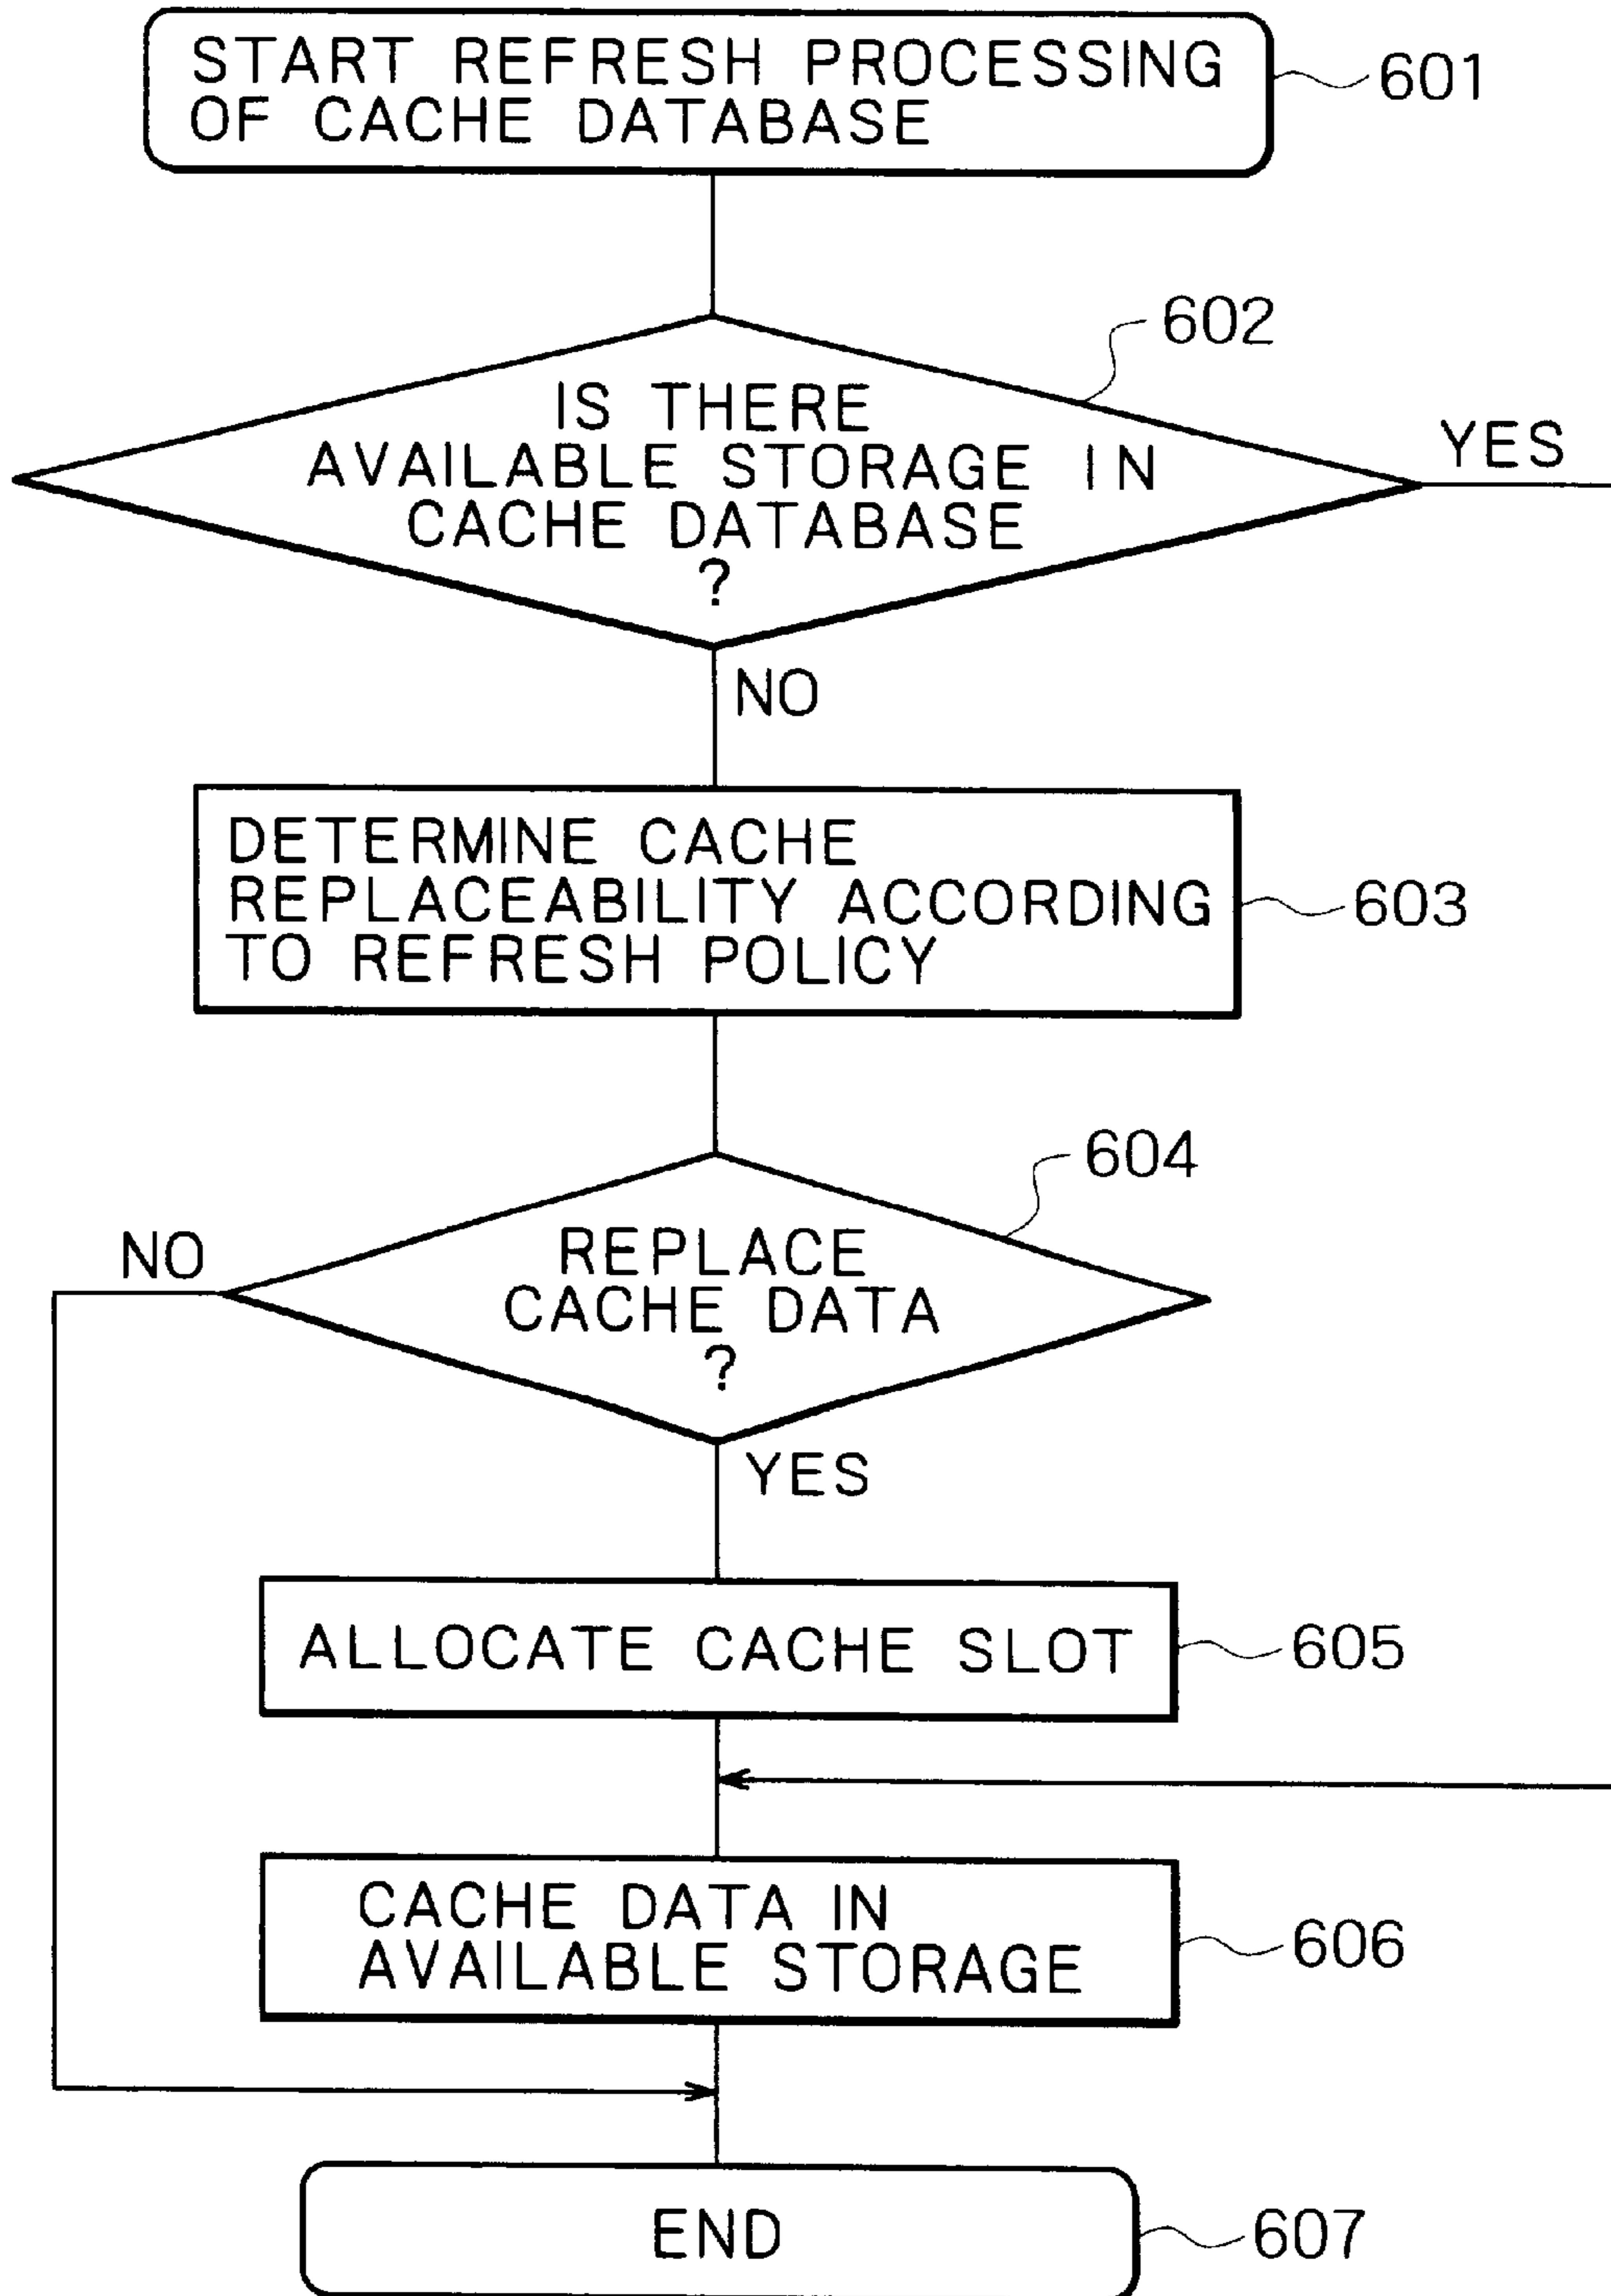 START REFRESH PROCESSING
OF CACHE DATABASE
601
602
IS THERE
AVAILABLE STORAGE IN
CACHE DATABASE
?
YES
NO
DETERMINE CACHE
REPLACEABILITY ACCORDING
TO REFRESH POLICY
603
604
NO
REPLACE
CACHE DATA
?
YES
ALLOCATE CACHE SLOT
605
CACHE DATA IN
AVAILABLE STORAGE
606
END
607